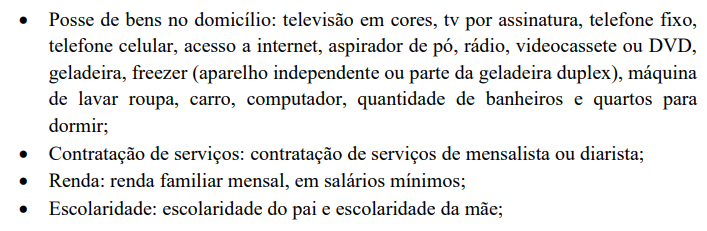 • Posse de bens no domicílio: televisão em cores, tv por assinatura, telefone fixo,
telefone celular, acesso a internet, aspirador de pó, rádio, videocassete ou DVD,
geladeira, freezer (aparelho independente ou parte da geladeira duplex), máquina
de lavar roupa, carro, computador, quantidade de banheiros e quartos para
dormir;
• Contratação de serviços: contratação de serviços de mensalista ou diarista;
• Renda: renda familiar mensal, em salários mínimos;
• Escolaridade: escolaridade do pai e escolaridade da mãe;